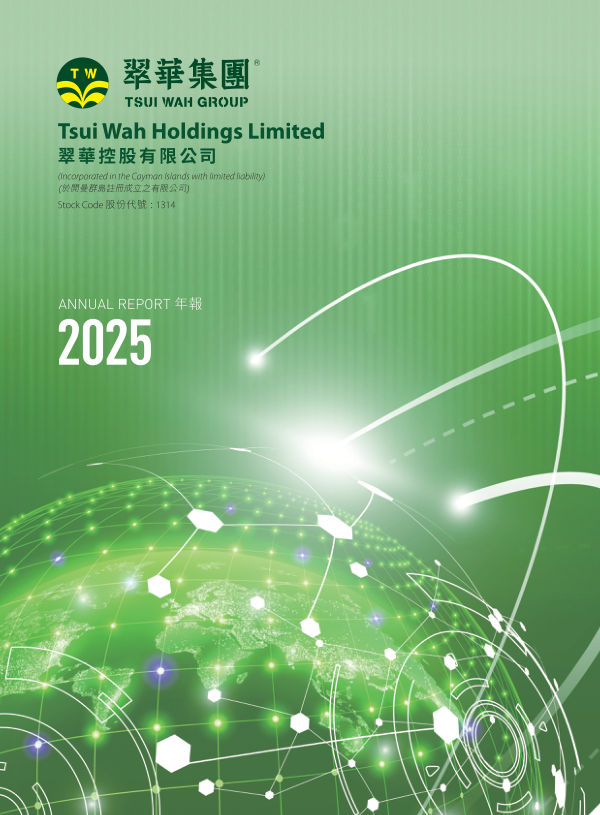 TW
翠華集團®
TSUI WAH GROUP
Tsui Wah Holdings Limited
翠華控股有限公司
(Incorporated in the Cayman Islands with limited liability)
(於開曼群島註冊成立之有限公司)
Stock Code 股份代號 : 1314
ANNUAL REPORT 年報
2025